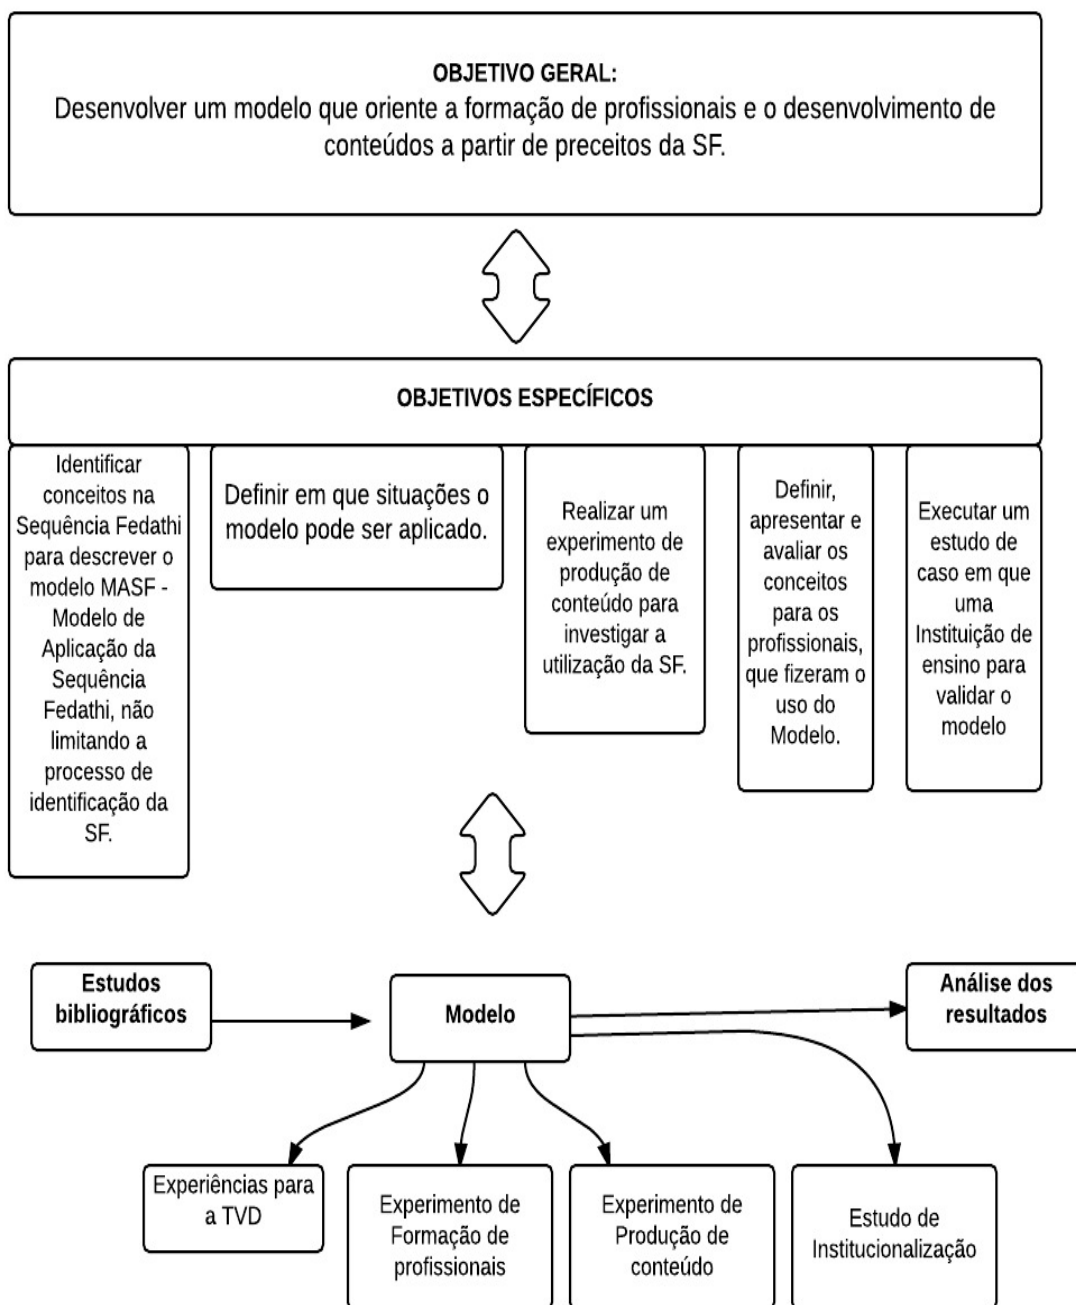 OBJETIVO GERAL:
Desenvolver um modelo que oriente a formação de profissionais e o desenvolvimento de
conteúdos a partir de preceitos da SF.
OBJETIVOS ESPECÍFICOS
Identificar
conceitos na
Sequência Fedathi
para descrever o
modelo MASF -
Modelo de
Aplicação da
Sequência
Fedathi, não
limitando a
processo de
identificação da
SF.
Definir em que situações o
modelo pode ser aplicado.
Realizar um
experimento de
produção de
conteúdo para
investigar a
utilização da SF.
Definir,
apresentar e
avaliar os
conceitos
para os
profissionais,
que fizeram o
uso do
Modelo.
Executar um
estudo de
caso em que
uma
Instituição de
ensino para
validar o
modelo
Estudos
bibliográficos
Modelo
Análise dos
resultados
Experiências para
a TVD
Experimento de
Formação de
profissionais
Experimento de
Produção de
conteúdo
Estudo de
Institucionalização